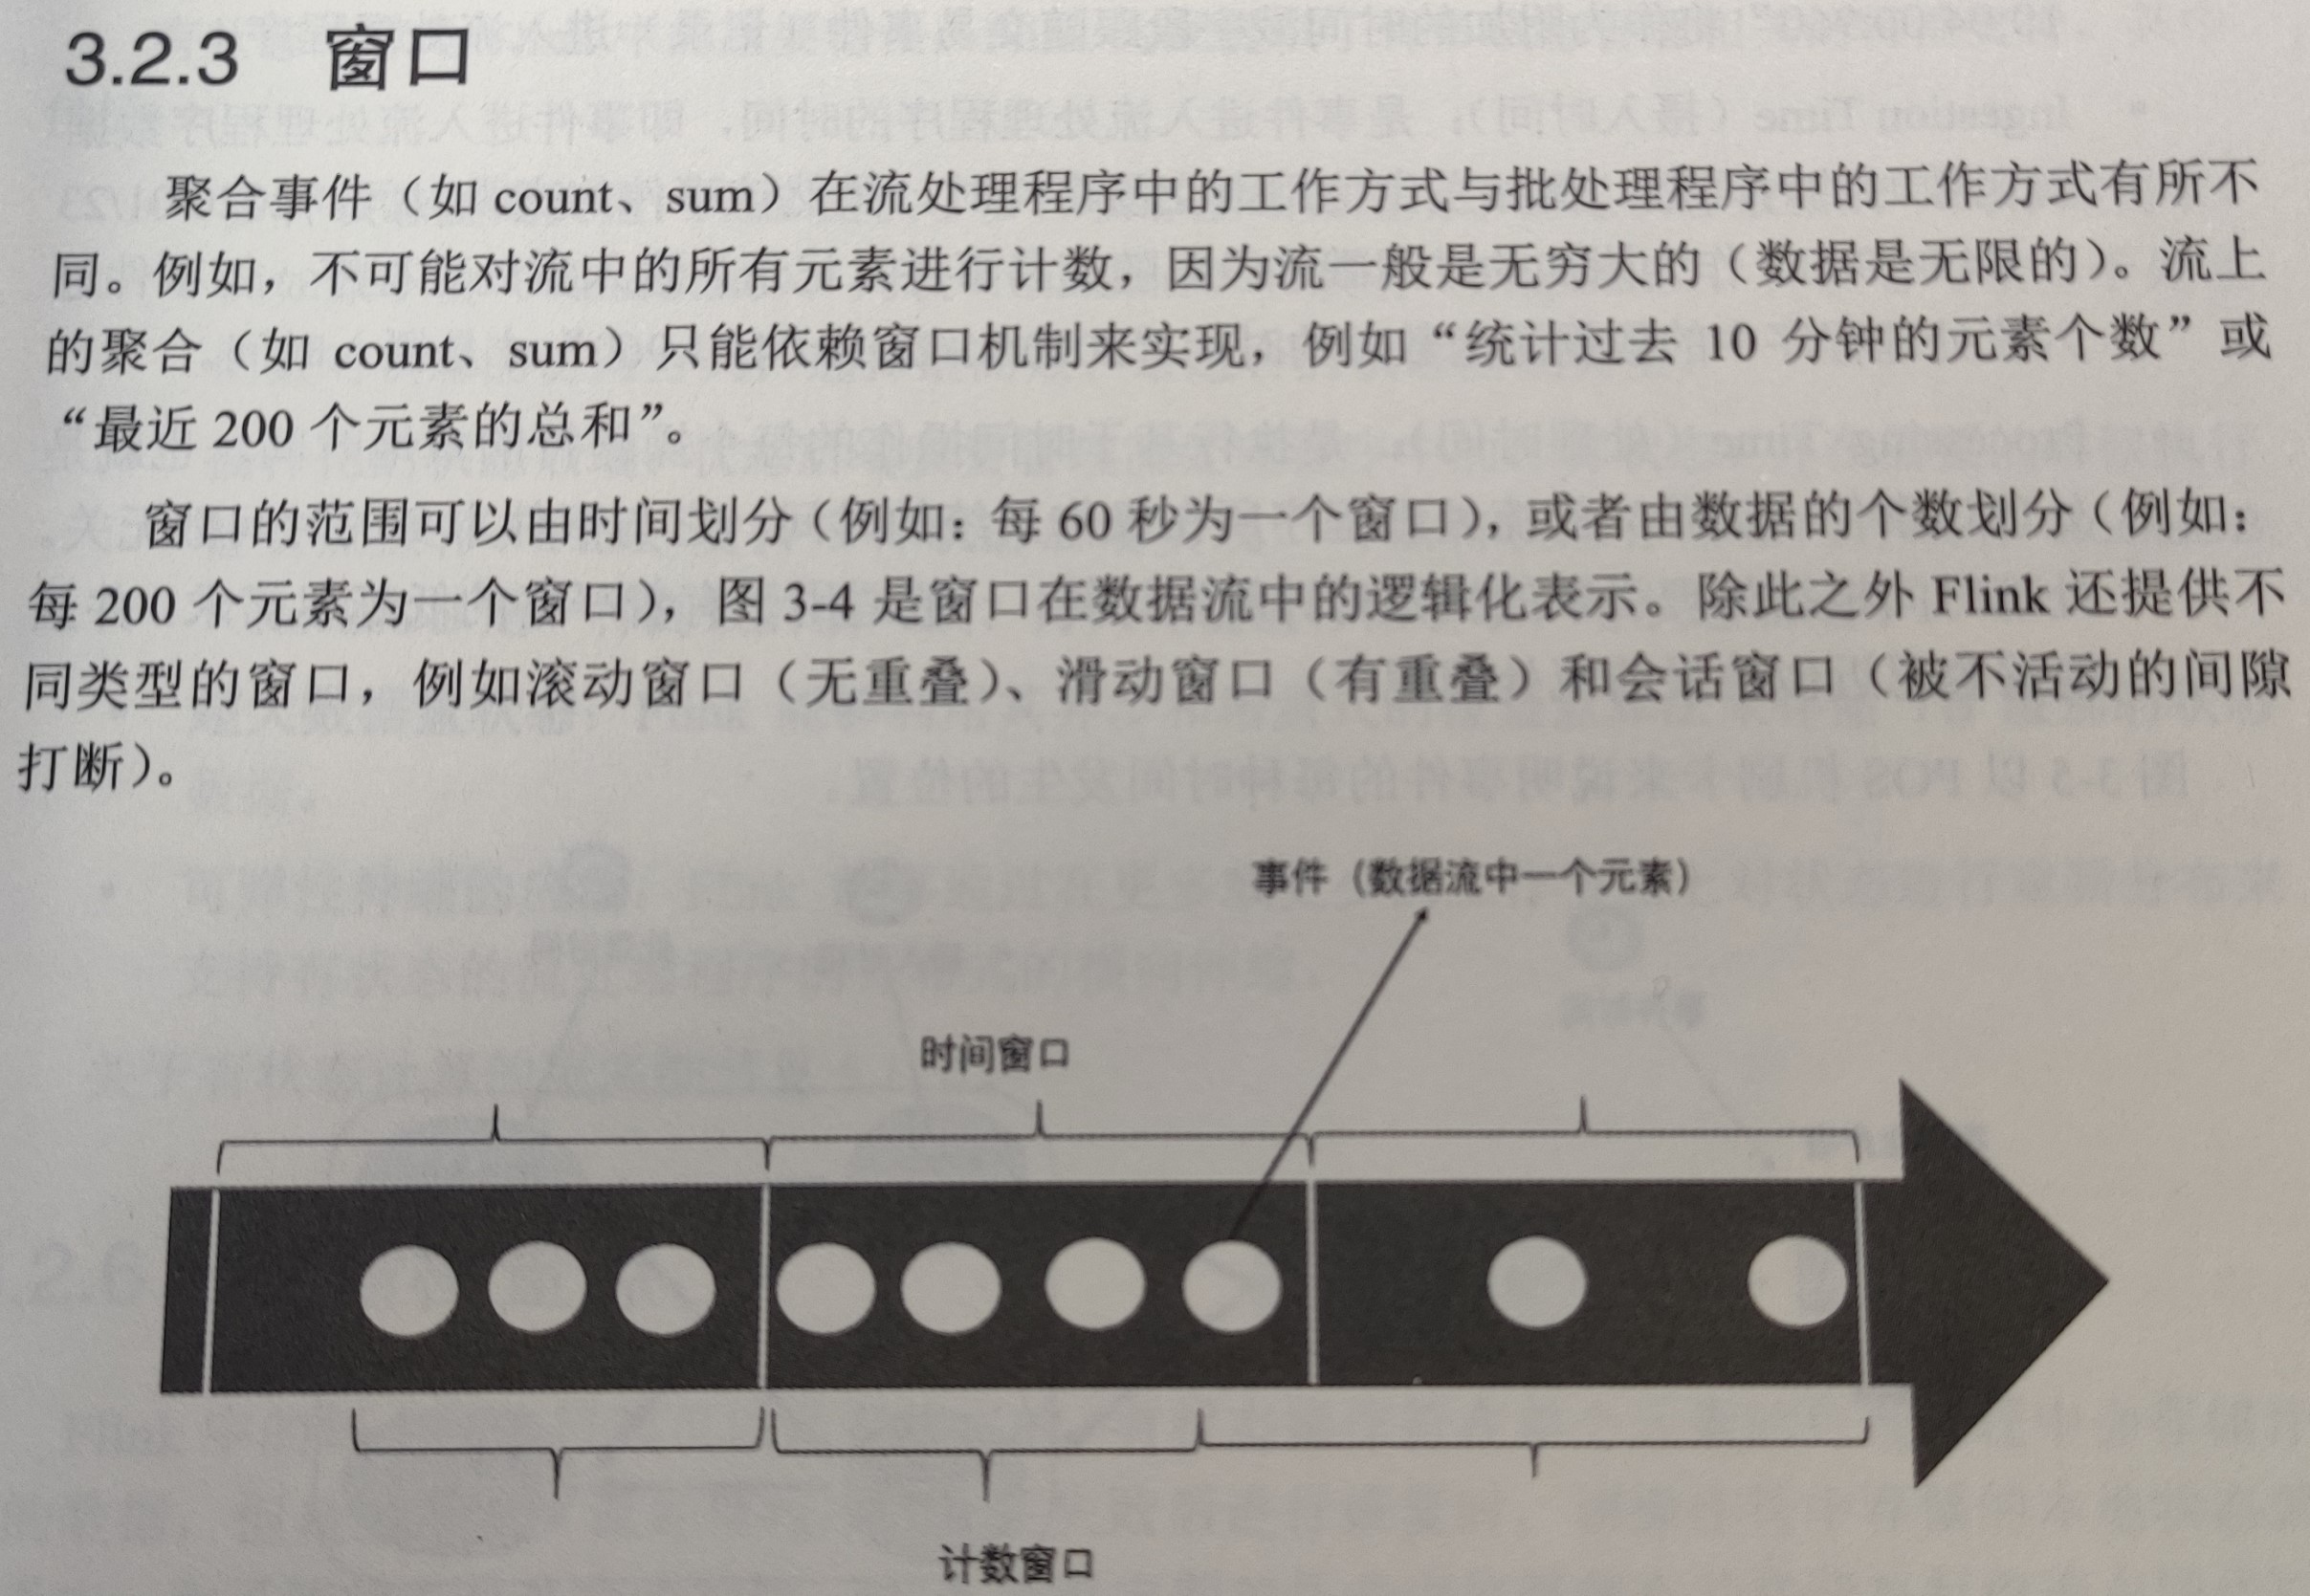 3.2.3 窗口
聚合事件（如 count、sum）在流处理程序中的工作方式与批处理程序中的工作方式有所不
同。例如，不可能对流中的所有元素进行计数，因为流一般是无穷大的（数据是无限的）。流上
的聚合（如 count、sum）只能依赖窗口机制来实现，例如“统计过去 10 分钟的元素个数”或
“最近 200 个元素的总和”。
窗口的范围可以由时间划分（例如：每 60 秒为一个窗口），或者由数据的个数划分（例如：
每 200 个元素为一个窗口），图 3-4 是窗口在数据流中的逻辑化表示。除此之外 Flink 还提供不
同类型的窗口，例如滚动窗口（无重叠）、滑动窗口（有重叠）和会话窗口（被不活动的间隙
打断）。
事件（数据流中一个元素）
时间窗口
计数窗口